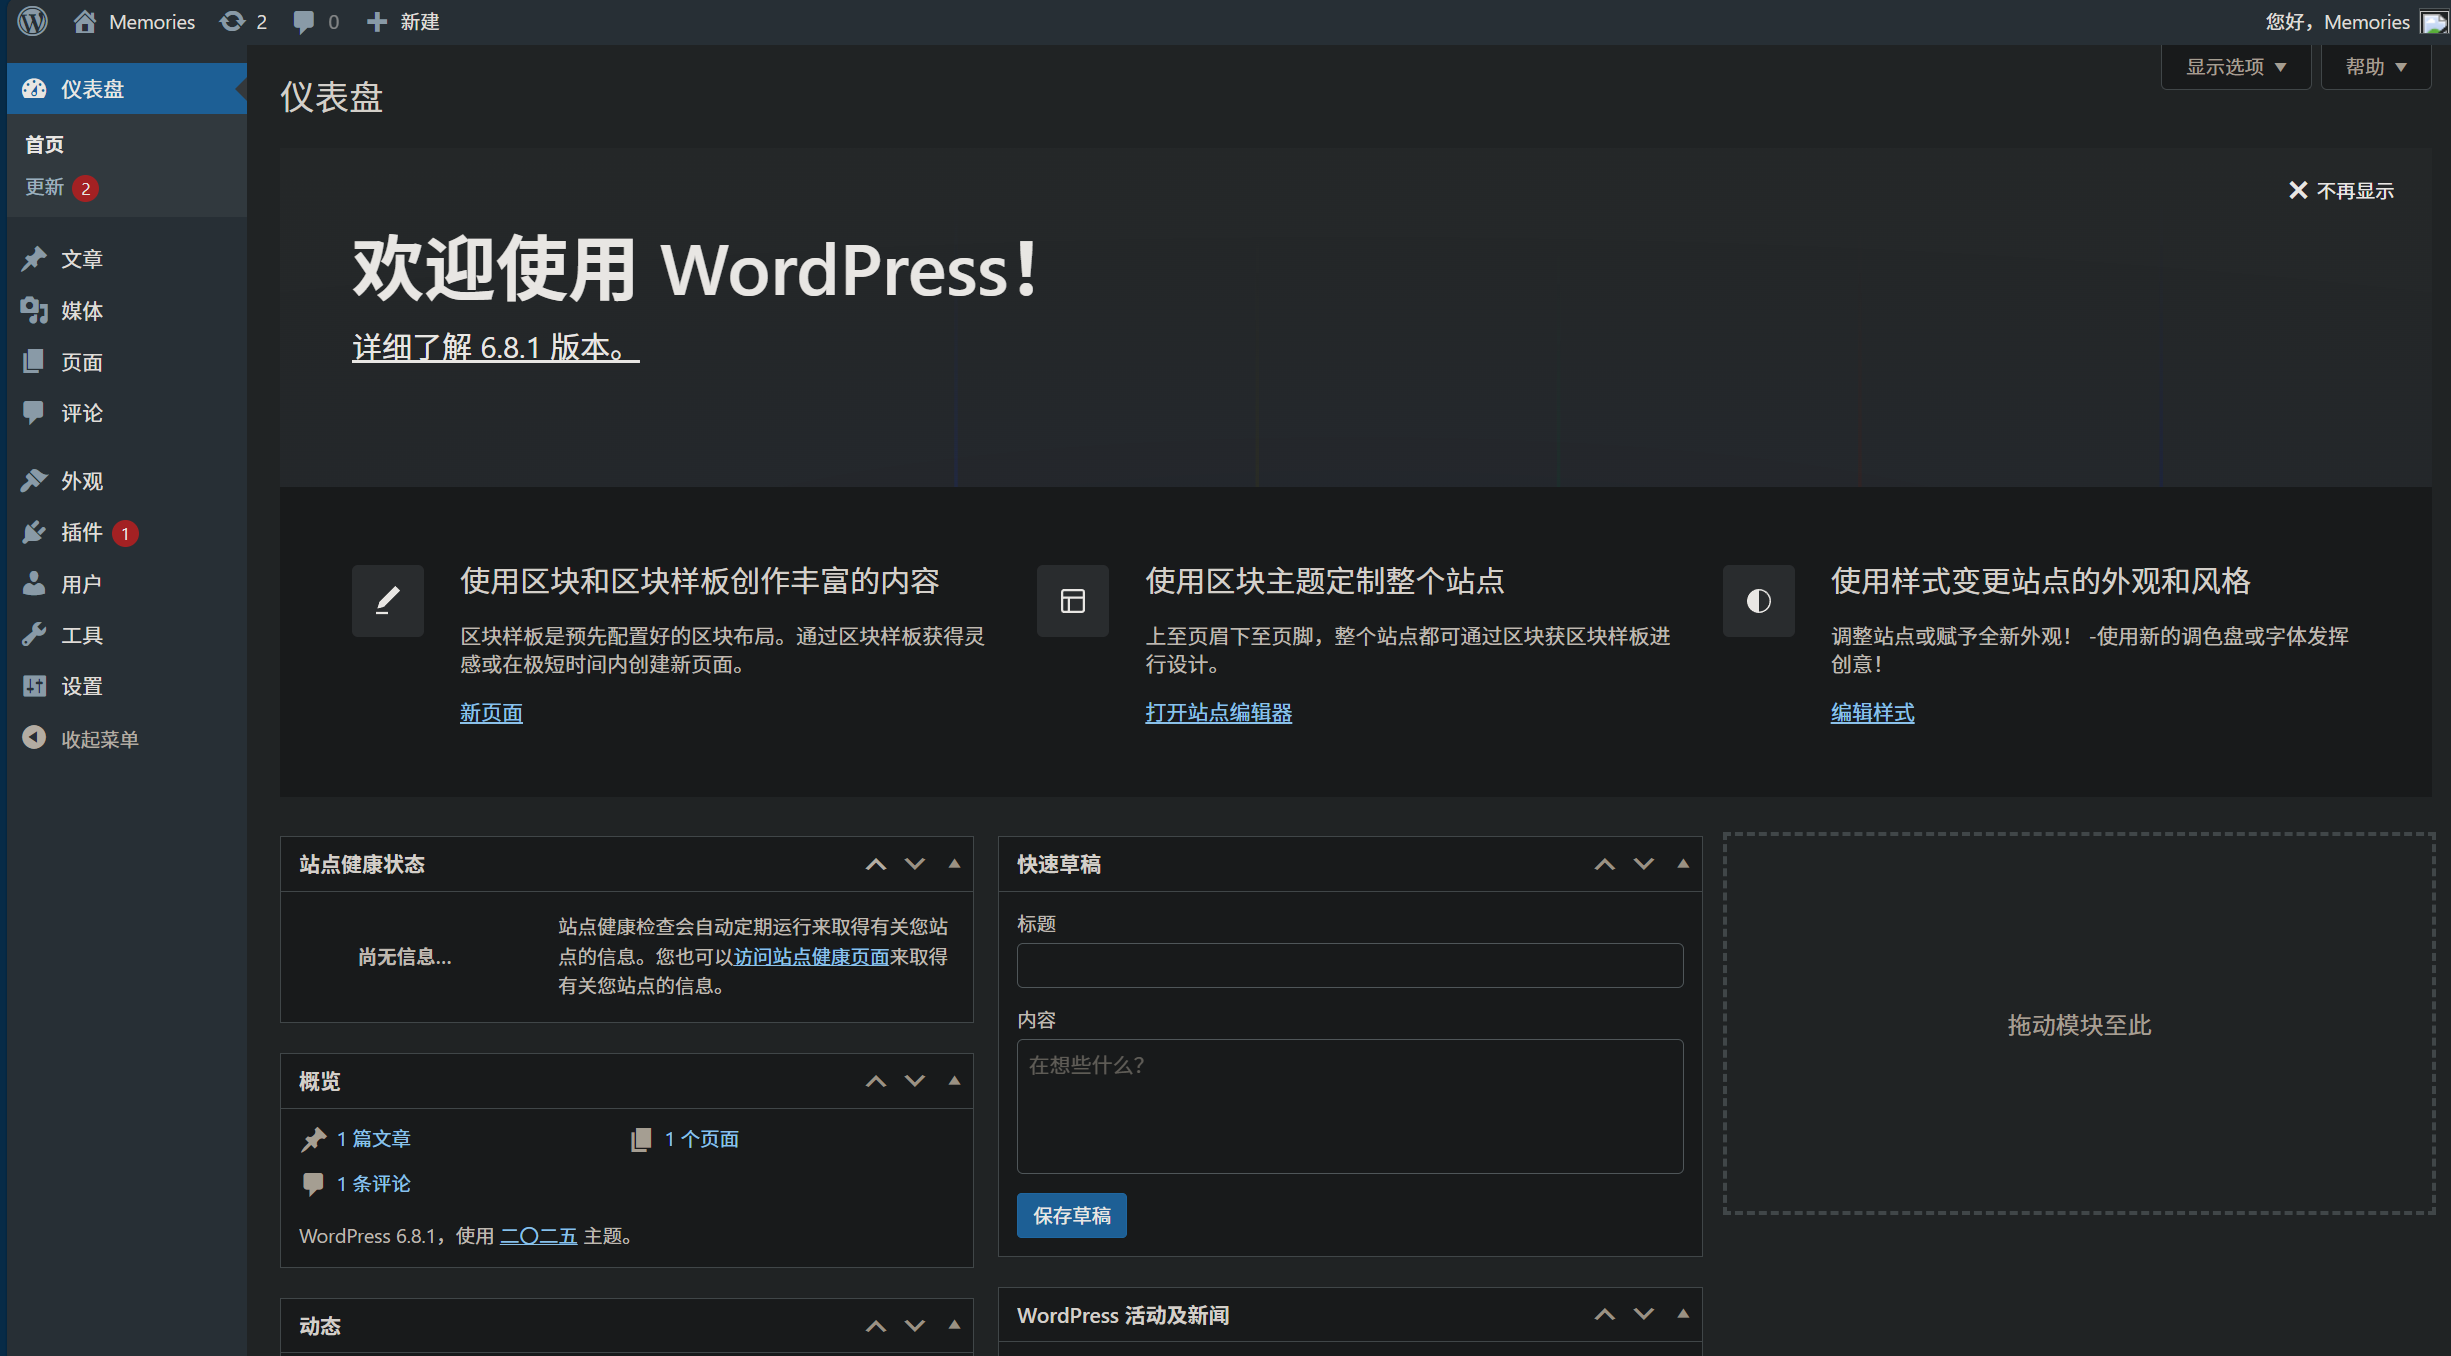 Memories
2
0
新建
您好，Memories
仪表盘
首页
更新 2
文章
媒体
页面
评论
外观
插件 1
用户
工具
设置
收起菜单
显示选项
帮助
仪表盘
不再显示
欢迎使用 WordPress！
详细了解 6.8.1 版本。
使用区块和区块样板创作丰富的内容
区块样板是预先配置好的区块布局。通过区块样板获得灵
感或在极短时间内创建新页面。
新页面
使用区块主题定制整个站点
上至页眉下至页脚，整个站点都可通过区块获区块样板进
行设计。
打开站点编辑器
使用样式变更站点的外观和风格
调整站点或赋予全新外观！ -使用新的调色盘或字体发挥
创意！
编辑样式
站点健康状态
尚无信息…
站点健康检查会自动定期运行来取得有关您站
点的信息。您也可以访问站点健康页面来取得
有关您站点的信息。
概览
1 篇文章
1 个页面
1 条评论
WordPress 6.8.1，使用 二〇二五 主题。
动态
快速草稿
标题
内容
在想些什么？
保存草稿
WordPress 活动及新闻
拖动模块至此